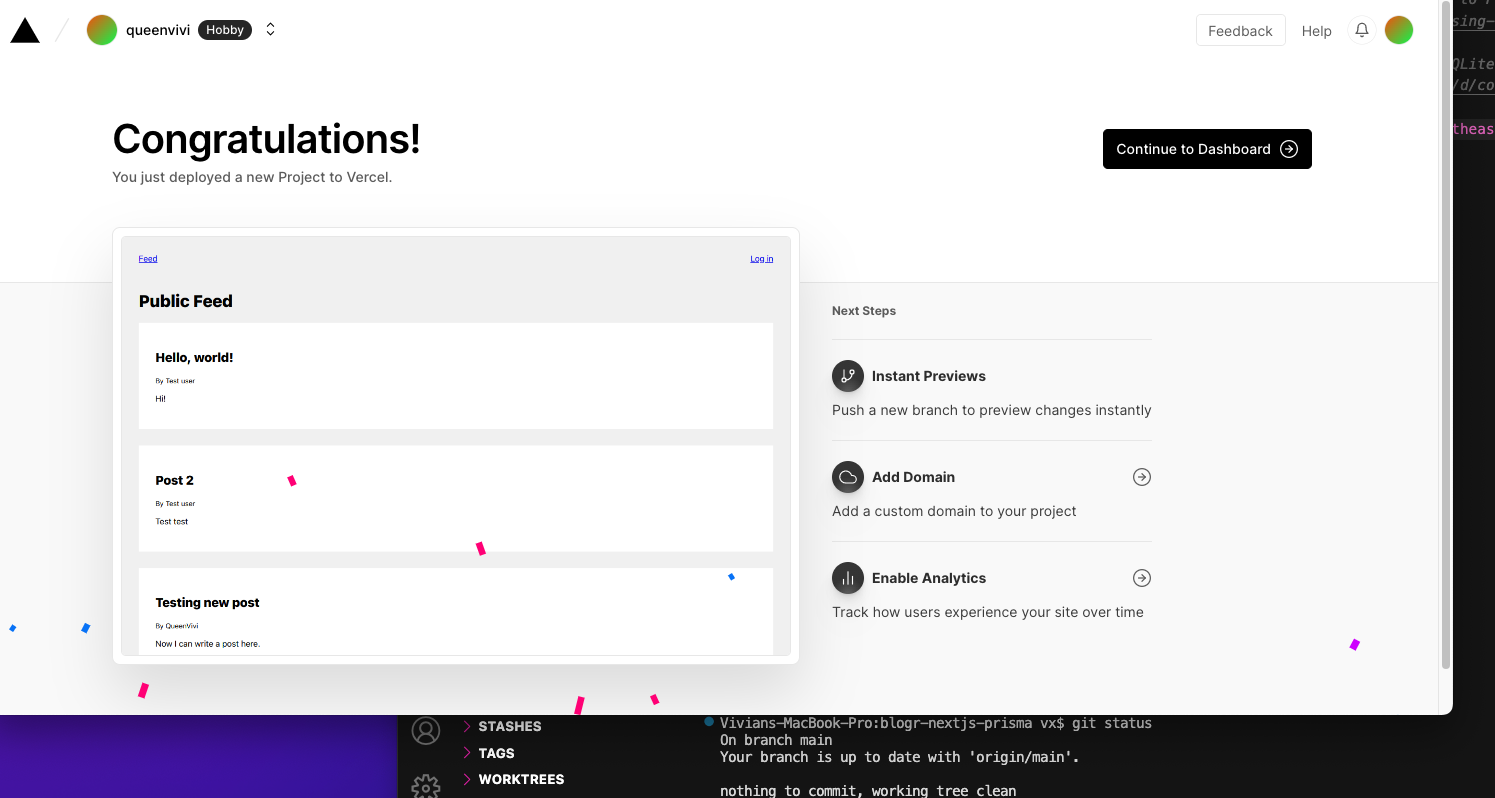 queenvivi Hobby
Feedback Help
Congratulations!
You just deployed a new Project to Vercel.
Continue to Dashboard
Feed Log in
Public Feed
Hello, world!
By Test user
Hi!
Post 2
By Test user
Test test
Testing new post
By QueenVivi
Now I can write a post here.
Next Steps
Instant Previews
Push a new branch to preview changes instantly
Add Domain
Add a custom domain to your project
Enable Analytics
Track how users experience your site over time
sing-
QLite
/d/co
theas
STASHES
TAGS
WORKTREES
Vivians-MacBook-Pro:blogr-nextjs-prisma vx$ git status
On branch main
Your branch is up to date with 'origin/main'.
nothing to commit, working tree clean